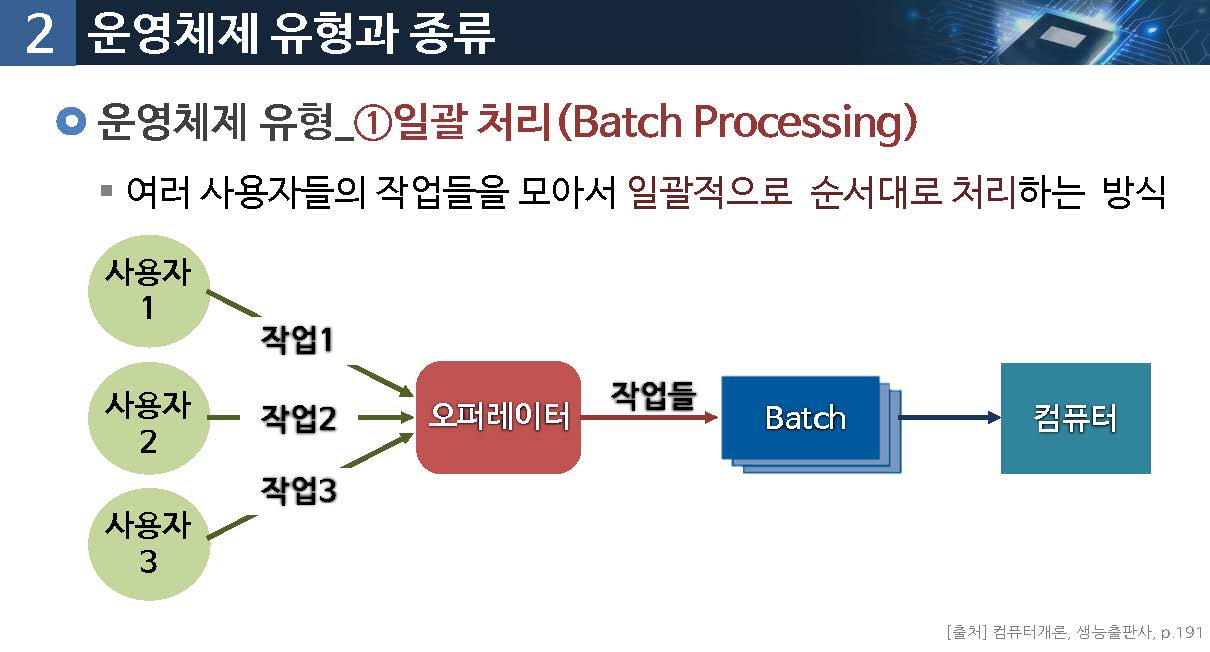 2 운영체제 유형과 종류
운영체제 유형_①일괄 처리(Batch Processing)
▪ 여러 사용자들의 작업들을 모아서 일괄적으로 순서대로 처리하는 방식
사용자
1
작업1
사용자
2
작업2
오퍼레이터
작업들
Batch
컴퓨터
작업3
사용자
3
[출처] 컴퓨터개론, 생능출판사, p.191